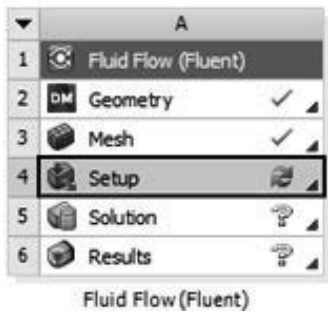 A
1 Fluid Flow (Fluent)
2 DM Geometry
3 Mesh
4 Setup
5 Solution ?
6 Results ?
Fluid Flow (Fluent)